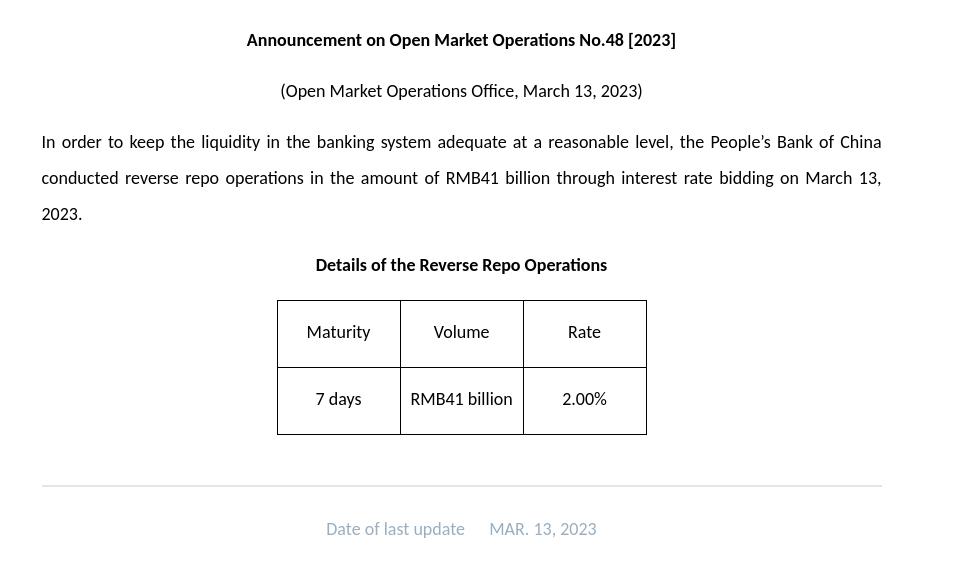 Announcement on Open Market Operations No.48 [2023]
(Open Market Operations Office, March 13, 2023)
In order to keep the liquidity in the banking system adequate at a reasonable level, the People’s Bank of China
conducted reverse repo operations in the amount of RMB41 billion through interest rate bidding on March 13,
2023.
Details of the Reverse Repo Operations
Maturity Volume Rate
7 days RMB41 billion 2.00%
Date of last update MAR. 13, 2023